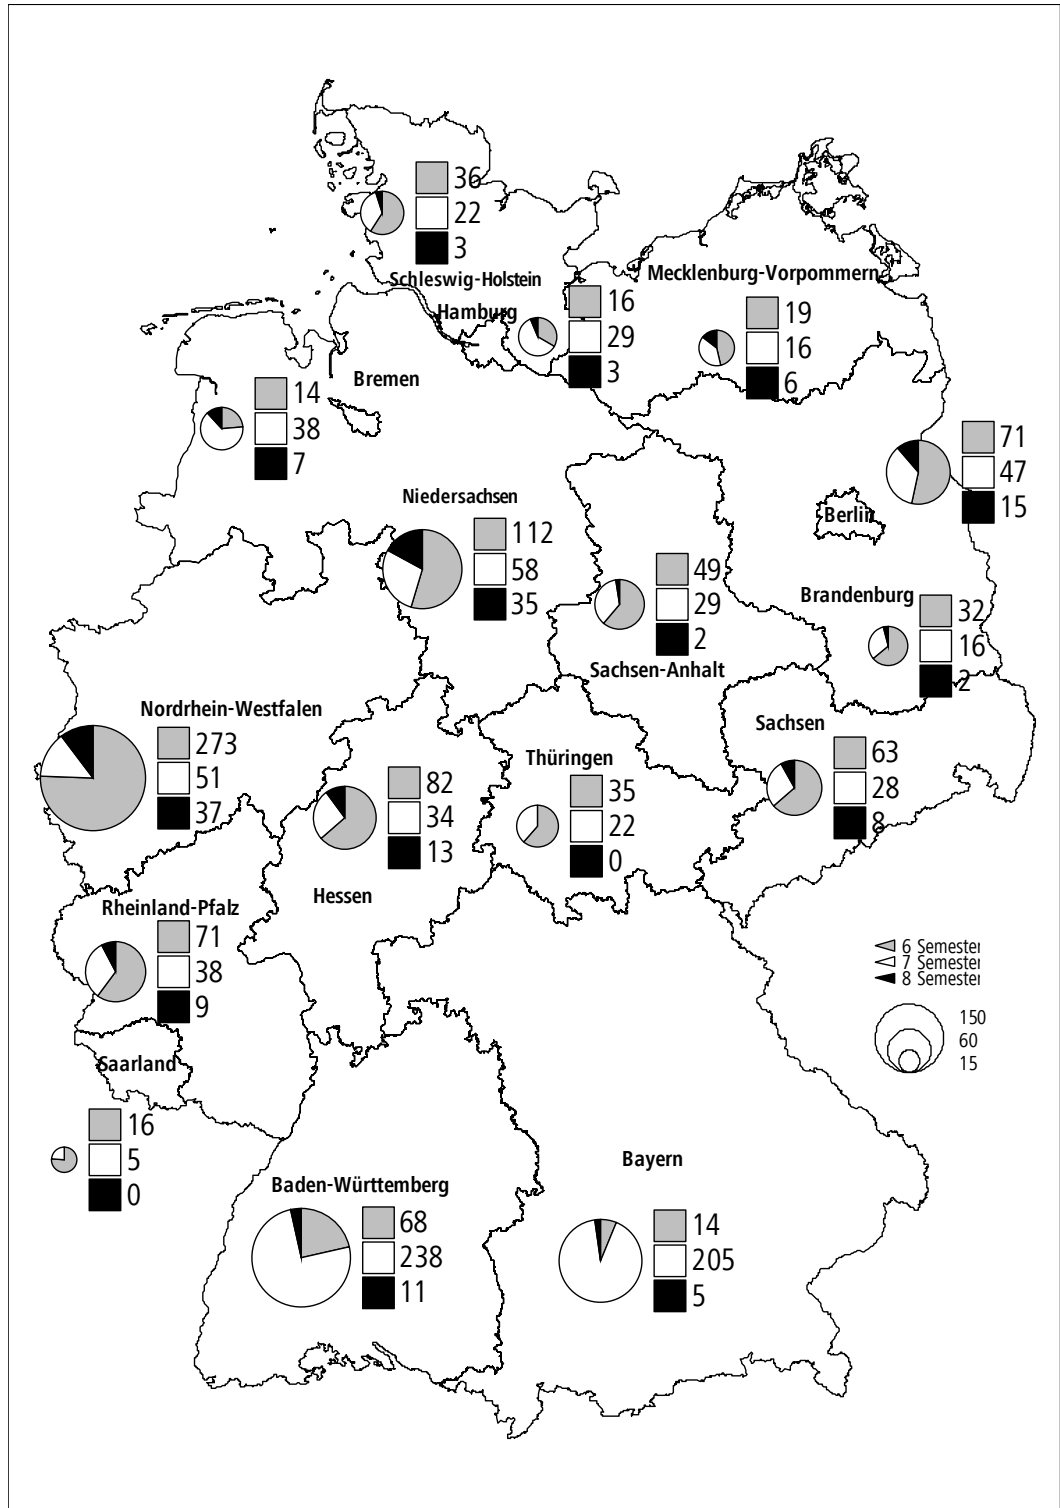 36
22
3
Schleswig-Holstein
Hamburg
16
29
3
Mecklenburg-Vorpommern
19
16
6
Bremen
14
38
7
71
47
15
Berlin
Niedersachsen
112
58
35
49
29
2
Sachsen-Anhalt
Brandenburg
32
16
2
Nordrhein-Westfalen
273
51
37
Sachsen
63
28
8
Thüringen
35
22
0
82
34
13
Hessen
Rheinland-Pfalz
71
38
9
6 Semester
7 Semester
8 Semester
150
60
15
Saarland
16
5
0
Baden-Württemberg
68
238
11
Bayern
14
205
5